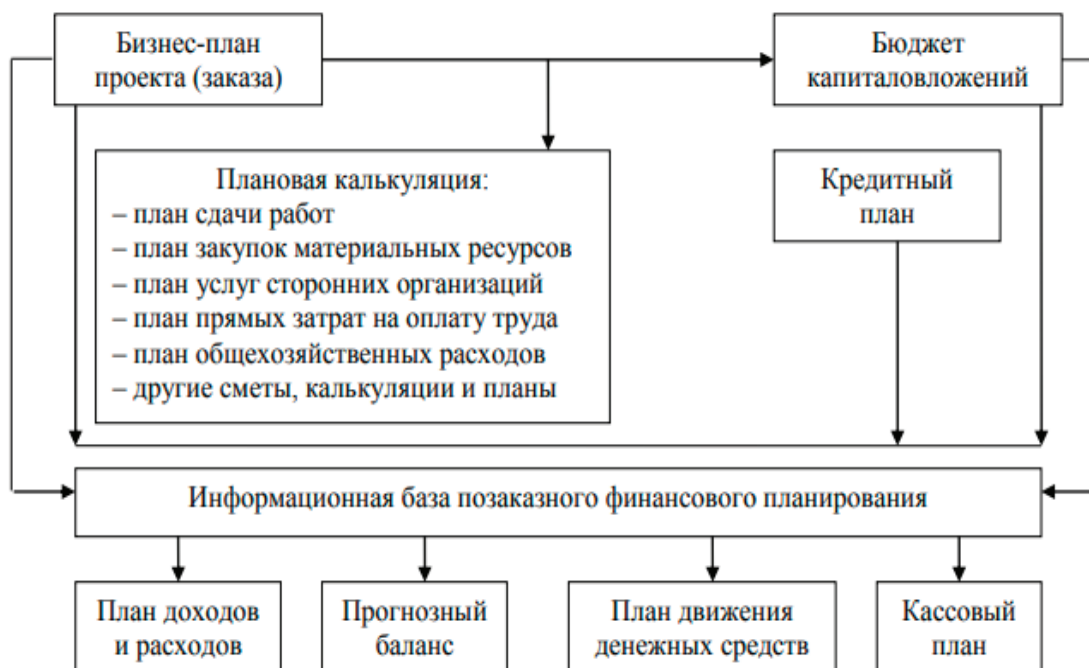 Бизнес-план
проекта (заказа)
Бюджет
капиталовложений
Плановая калькуляция:
– план сдачи работ
– план закупок материальных ресурсов
– план услуг сторонних организаций
– план прямых затрат на оплату труда
– план общехозяйственных расходов
– другие сметы, калькуляции и планы
Кредитный
план
Информационная база позаказного финансового планирования
План доходов
и расходов
Прогнозный
баланс
План движения
денежных средств
Кассовый
план